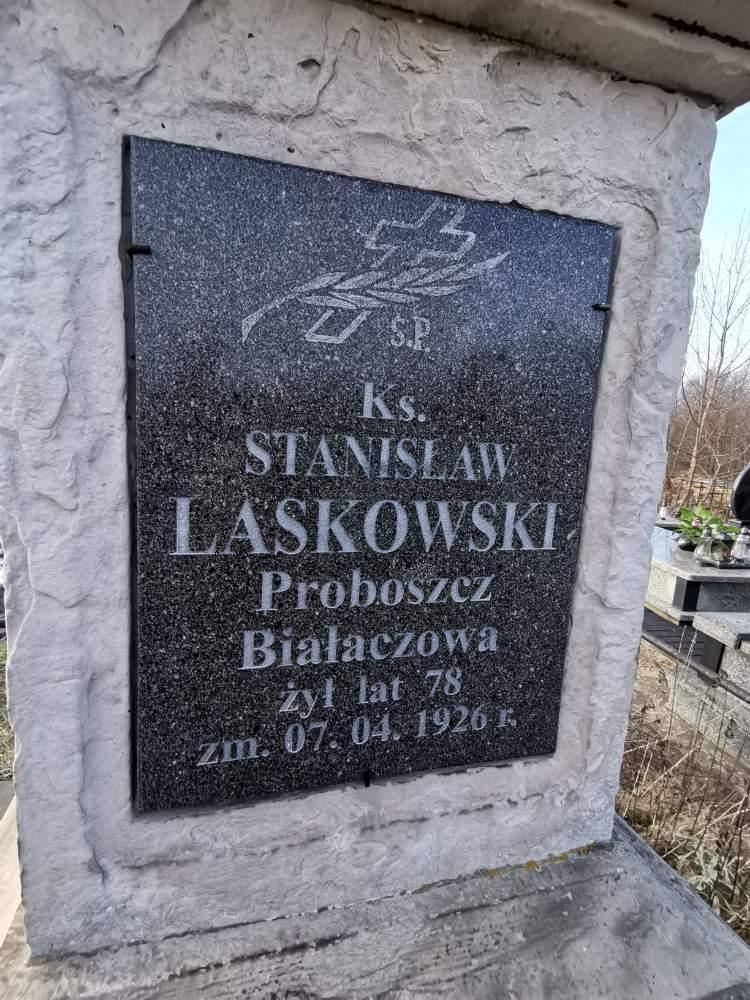 Ś.P.
Ks.
STANISŁAW
LASKOWSKI
Proboszcz
Białaczowa
żył lat 78
zm. 07. 04. 1926 r.